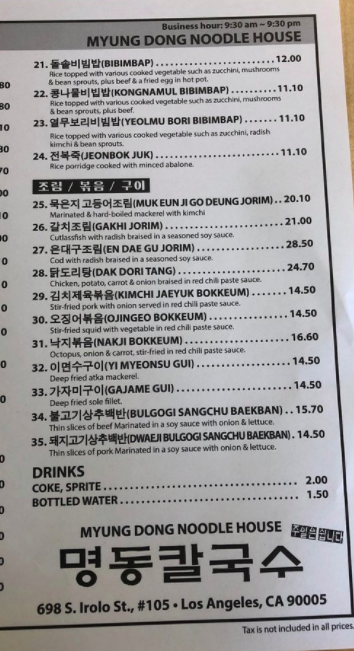 Business hour: 9:30 am ~ 9:30 pm
MYUNG DONG NOODLE HOUSE
21. 돌솥비빔밥(BIBIMBAP) ........................ 12.00
Rice topped with various cooked vegetable such as zucchini, mushrooms
& bean sprouts, plus beef & a fried egg in hot pot.
22. 콩나물비빔밥(KONGNAMUL BIBIMBAP) .......... 11.10
Rice topped with various cooked vegetable such as zucchini, mushrooms
& bean sprouts, plus beef.
23. 열무보리비빔밥(YEOLMU BORI BIBIMBAP) ....... 11.10
Rice topped with various cooked vegetables such as zucchini, radish
kimchi & bean sprouts.
24. 전복죽(JEONBOK JUK) .......................... 11.10
Rice porridge cooked with minced abalone.
조림 / 볶음 / 구이
25. 묵은지고등어조림(MUK EUN JI GO DEUNG JORIM) .. 20.10
Marinated & hard-boiled mackerel with kimchi
26. 갈치조림(GAKHI JORIM) ........................ 21.00
Cutlassfish with radish braised in a seasoned soy sauce.
27. 은대구조림(EN DAE GU JORIM) .................. 28.50
Cod with radish braised in a seasoned soy sauce.
28. 닭도리탕(DAK DORI TANG) ...................... 24.70
Chicken, potato, carrot & onion braised in red chili paste sauce.
29. 김치제육볶음(KIMCHI JAEYUK BOKKEUM) ......... 14.50
Stir-fried pork with onion served in red chili paste sauce.
30. 오징어볶음(OJINGEO BOKKEUM) ................. 14.50
Stir-fried squid with vegetable in red chili paste sauce.
31. 낙지볶음(NAKJI BOKKEUM) ...................... 16.60
Octopus, onion & carrot, stir-fried in red chili paste sauce.
32. 이면수구이(YI MYEONSU GUI) ................... 14.50
Deep fried atka mackerel.
33. 가자미구이(GAJAME GUI) ....................... 14.50
Deep fried sole fillet.
34. 불고기상추백반(BULGOGI SANGCHU BAEKBAN) .. 15.70
Thin slices of beef Marinated in a soy sauce with onion & lettuce.
35. 돼지고기상추백반(DWAEJI BULGOGI SANGCHU BAEKBAN) . 14.50
Thin slices of pork Marinated in a soy sauce with onion & lettuce.
DRINKS
COKE, SPRITE ....................................... 2.00
BOTTLED WATER ..................................... 1.50
MYUNG DONG NOODLE HOUSE
주일은쉽니다
명동칼국수
698 S. Irolo St., #105 • Los Angeles, CA 90005
Tax is not included in all prices.